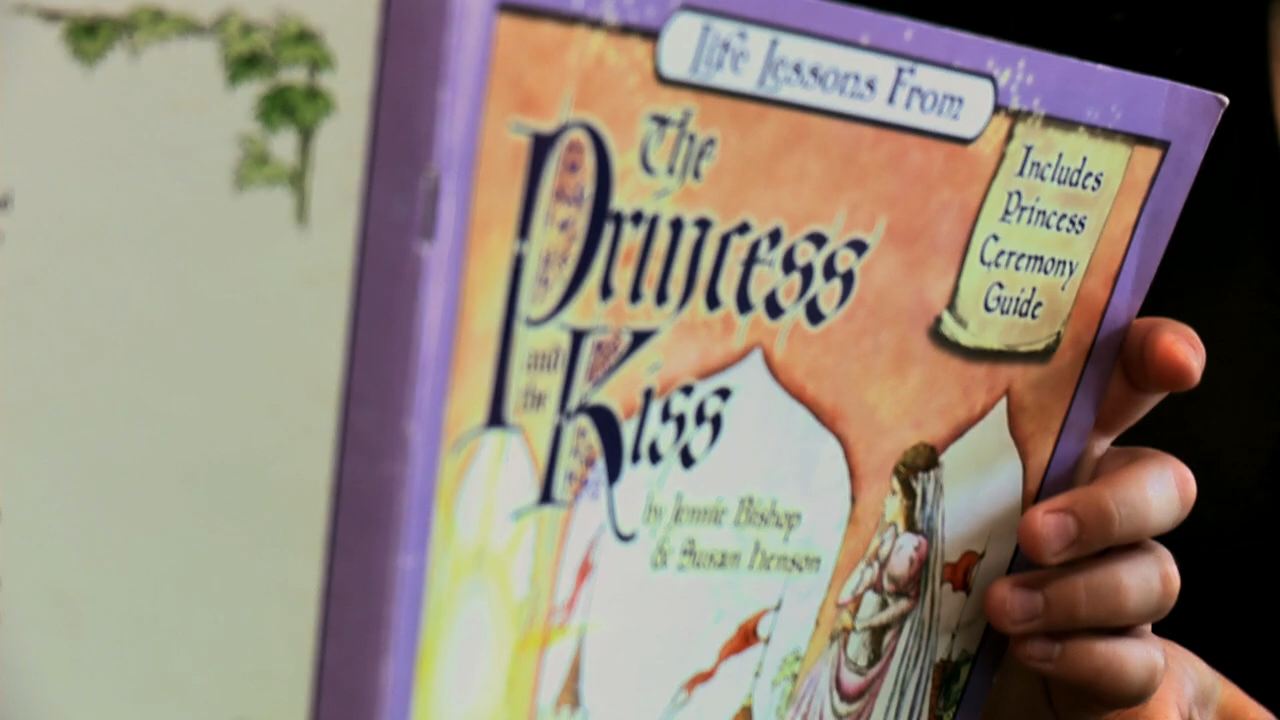 Life Lessons From
The
Princess
and
the
Kiss
by Jennie Bishop
& Susan Henson
Includes
Princess
Ceremony
Guide